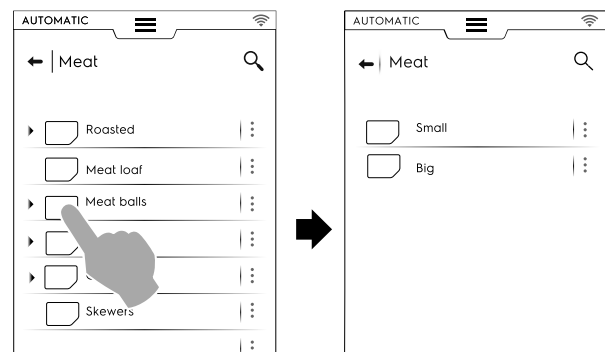 AUTOMATIC
Meat
Roasted
Meat loaf
Meat balls
Skewers
AUTOMATIC
Meat
Small
Big